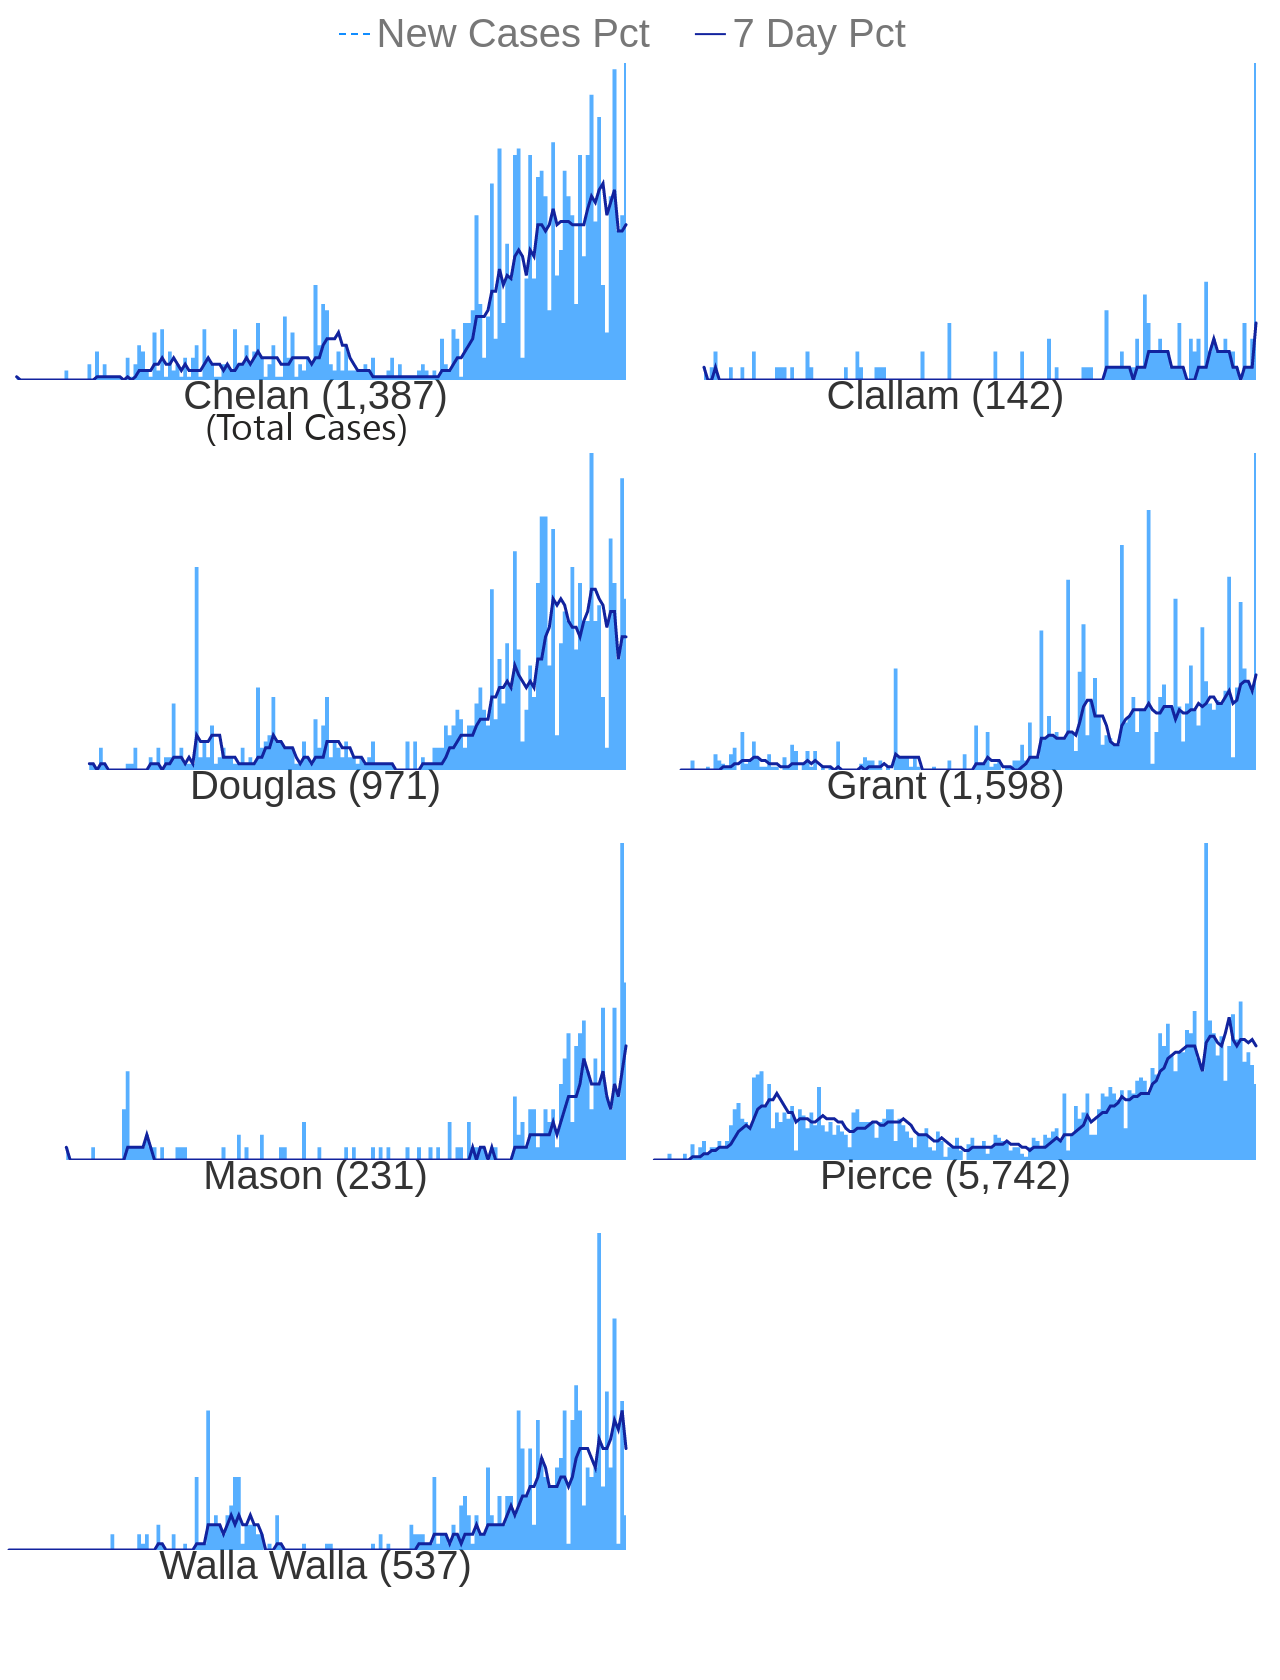 New Cases Pct 7 Day Pct
Chelan (1,387) Clallam (142)
(Total Cases)
Douglas (971) Grant (1,598)
Mason (231) Pierce (5,742)
Walla Walla (537)